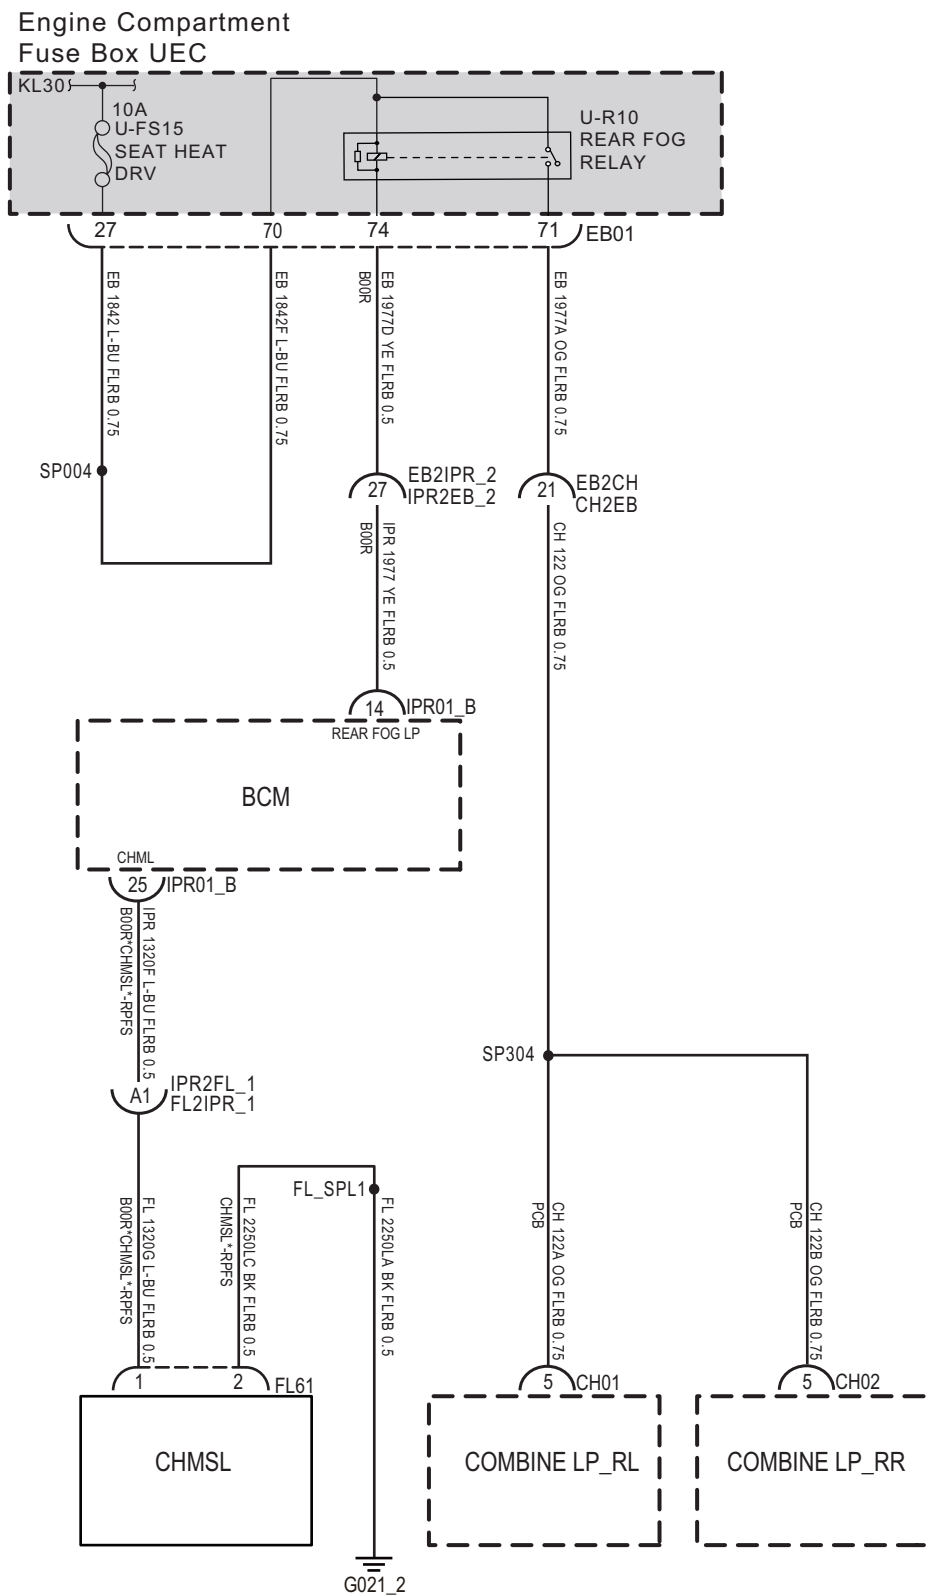 Engine Compartment
Fuse Box UEC
KL30
10A
U-FS15
SEAT HEAT
DRV
U-R10
REAR FOG
RELAY
27
70
74
71
EB01
EB 1842 L-BU FLRB 0.75
EB 1842F L-BU FLRB 0.75
EB 1977D YE FLRB 0.5
B00R
EB 1977A OG FLRB 0.75
SP004
27
EB2IPR_2
IPR2EB_2
21
EB2CH
CH2EB
IPR 1977 YE FLRB 0.5
B00R
CH 122 OG FLRB 0.75
14
IPR01_B
REAR FOG LP
BCM
CHML
25
IPR01_B
IPR 1320F L-BU FLRB 0.5
B00R*CHMSL*-RPFS
SP304
A1
IPR2FL_1
FL2IPR_1
FL_SPL1
FL 1320G L-BU FLRB 0.5
B00R*CHMSL*-RPFS
FL 2250LC BK FLRB 0.5
CHMSL*-RPFS
FL 2250LA BK FLRB 0.5
CH 122A OG FLRB 0.75
PCB
CH 122B OG FLRB 0.75
PCB
1
2
FL61
5
CH01
5
CH02
CHMSL
COMBINE LP_RL
COMBINE LP_RR
G021_2